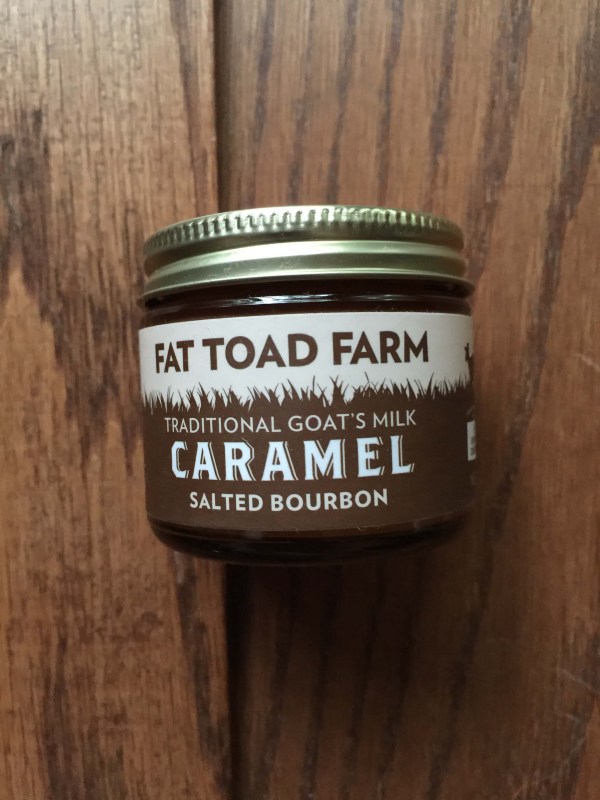 FAT TOAD FARM
TRADITIONAL GOAT'S MILK
CARAMEL
SALTED BOURBON